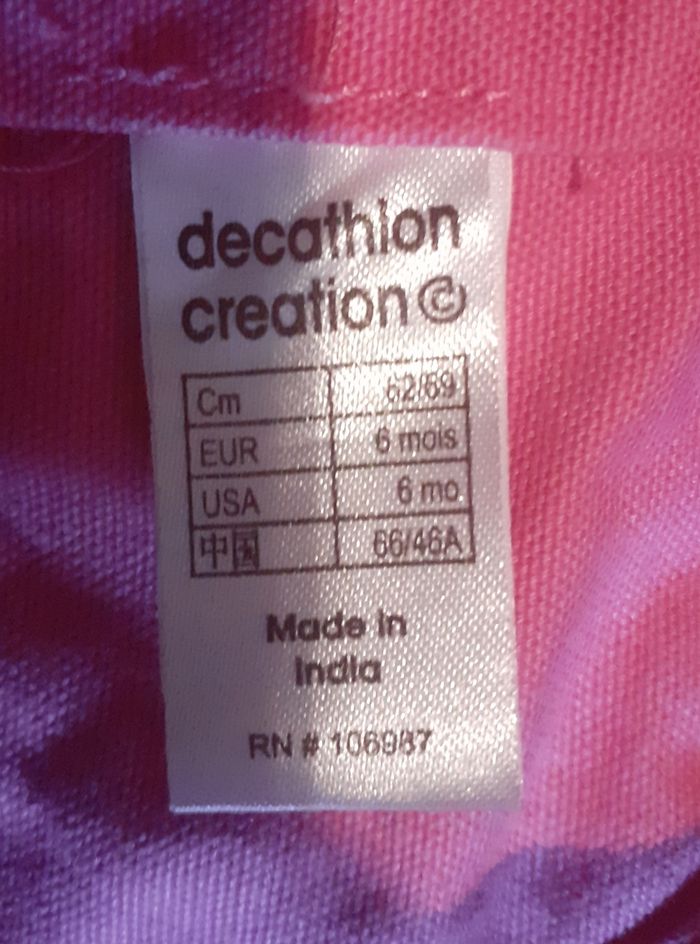 decathlon
creation ©
Cm 62/69
EUR 6 mois
USA 6 mo.
中国 66/46A
Made in
India
RN # 106987